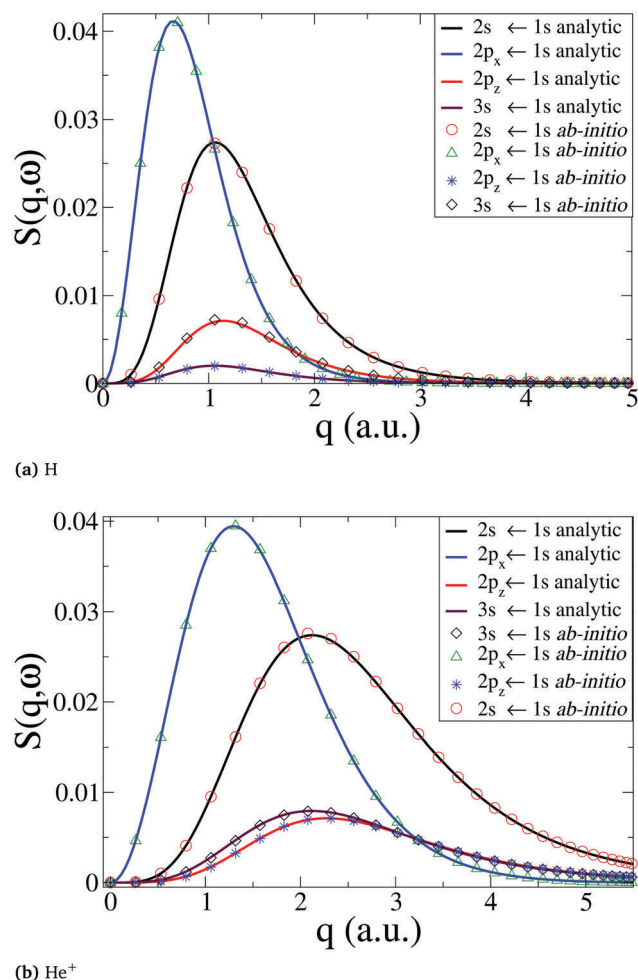 0.04
0.03
0.02
0.01
0
S(q,ω)
2s ← 1s analytic
2px ← 1s analytic
2pz ← 1s analytic
3s ← 1s analytic
2s ← 1s ab-initio
2px ← 1s ab-initio
2pz ← 1s ab-initio
3s ← 1s ab-initio
0 1 2 3 4 5
q (a.u.)
(a) H
0.04
0.03
0.02
0.01
0
S(q,ω)
2s ← 1s analytic
2px ← 1s analytic
2pz ← 1s analytic
3s ← 1s analytic
3s ← 1s ab-initio
2px ← 1s ab-initio
2pz ← 1s ab-initio
2s ← 1s ab-initio
0 1 2 3 4 5
q (a.u.)
(b) He+